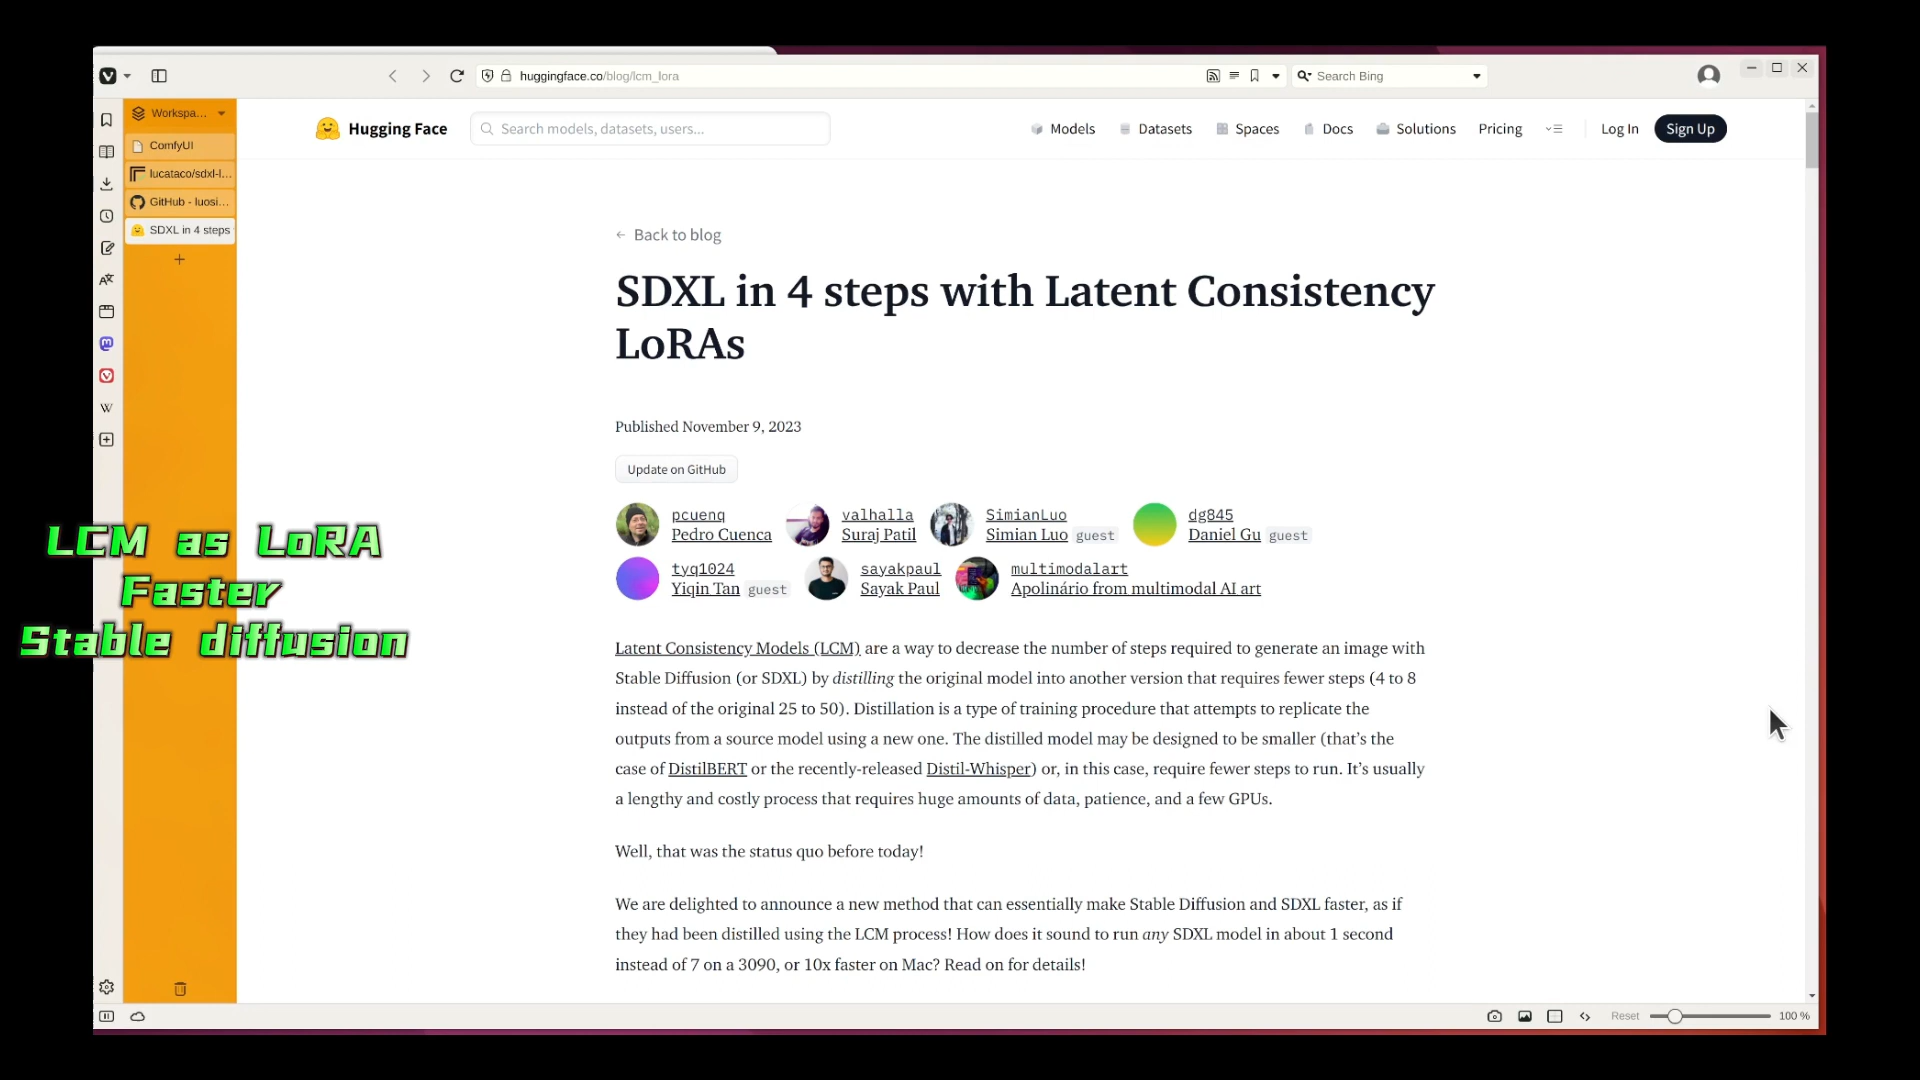 huggingface.co/blog/lcm_lora
Search Bing
Workspa...
ComfyUI
lucataco/sdxl-l...
GitHub - luosi...
SDXL in 4 steps
Hugging Face
Search models, datasets, users...
Models
Datasets
Spaces
Docs
Solutions
Pricing
Log In
Sign Up
← Back to blog
SDXL in 4 steps with Latent Consistency
LoRAs
Published November 9, 2023
Update on GitHub
pcuenq
Pedro Cuenca
valhalla
Suraj Patil
SimianLuo
Simian Luo guest
dg845
Daniel Gu guest
tyq1024
Yiqin Tan guest
sayakpaul
Sayak Paul
multimodalart
Apolinário from multimodal AI art
LCM as LoRA
Faster
Stable diffusion
Latent Consistency Models (LCM) are a way to decrease the number of steps required to generate an image with
Stable Diffusion (or SDXL) by distilling the original model into another version that requires fewer steps (4 to 8
instead of the original 25 to 50). Distillation is a type of training procedure that attempts to replicate the
outputs from a source model using a new one. The distilled model may be designed to be smaller (that's the
case of DistilBERT or the recently-released Distil-Whisper) or, in this case, require fewer steps to run. It's usually
a lengthy and costly process that requires huge amounts of data, patience, and a few GPUs.
Well, that was the status quo before today!
We are delighted to announce a new method that can essentially make Stable Diffusion and SDXL faster, as if
they had been distilled using the LCM process! How does it sound to run any SDXL model in about 1 second
instead of 7 on a 3090, or 10x faster on Mac? Read on for details!
Reset
100 %